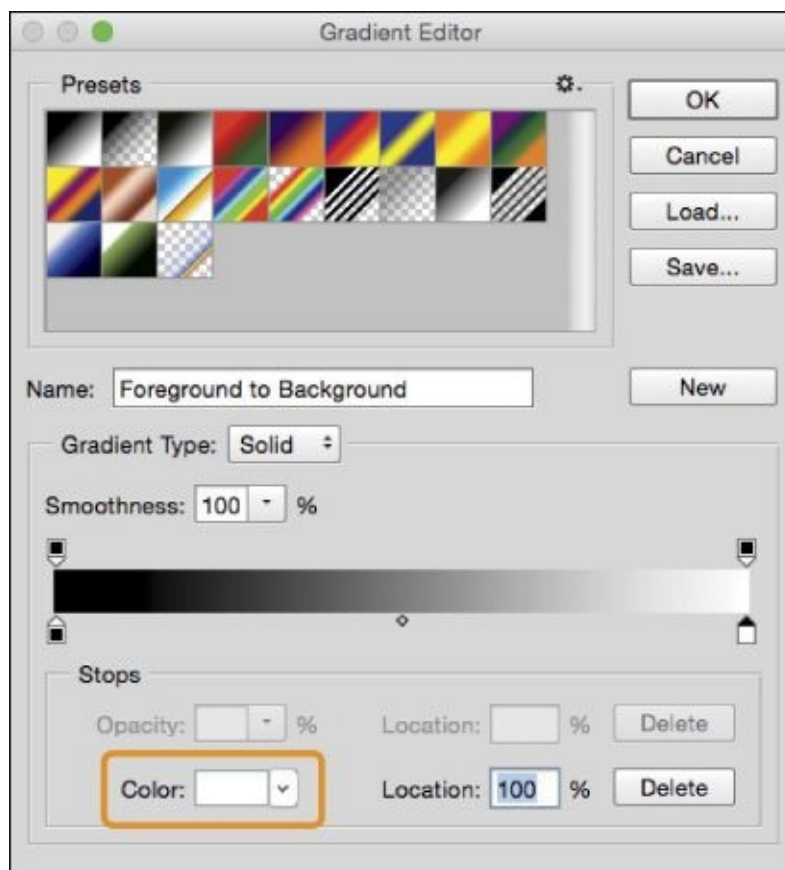 Gradient Editor
Presets
OK
Cancel
Load...
Save...
Name: Foreground to Background
New
Gradient Type: Solid
Smoothness: 100 %
Stops
Opacity: % Location: % Delete
Color: Location: 100 % Delete